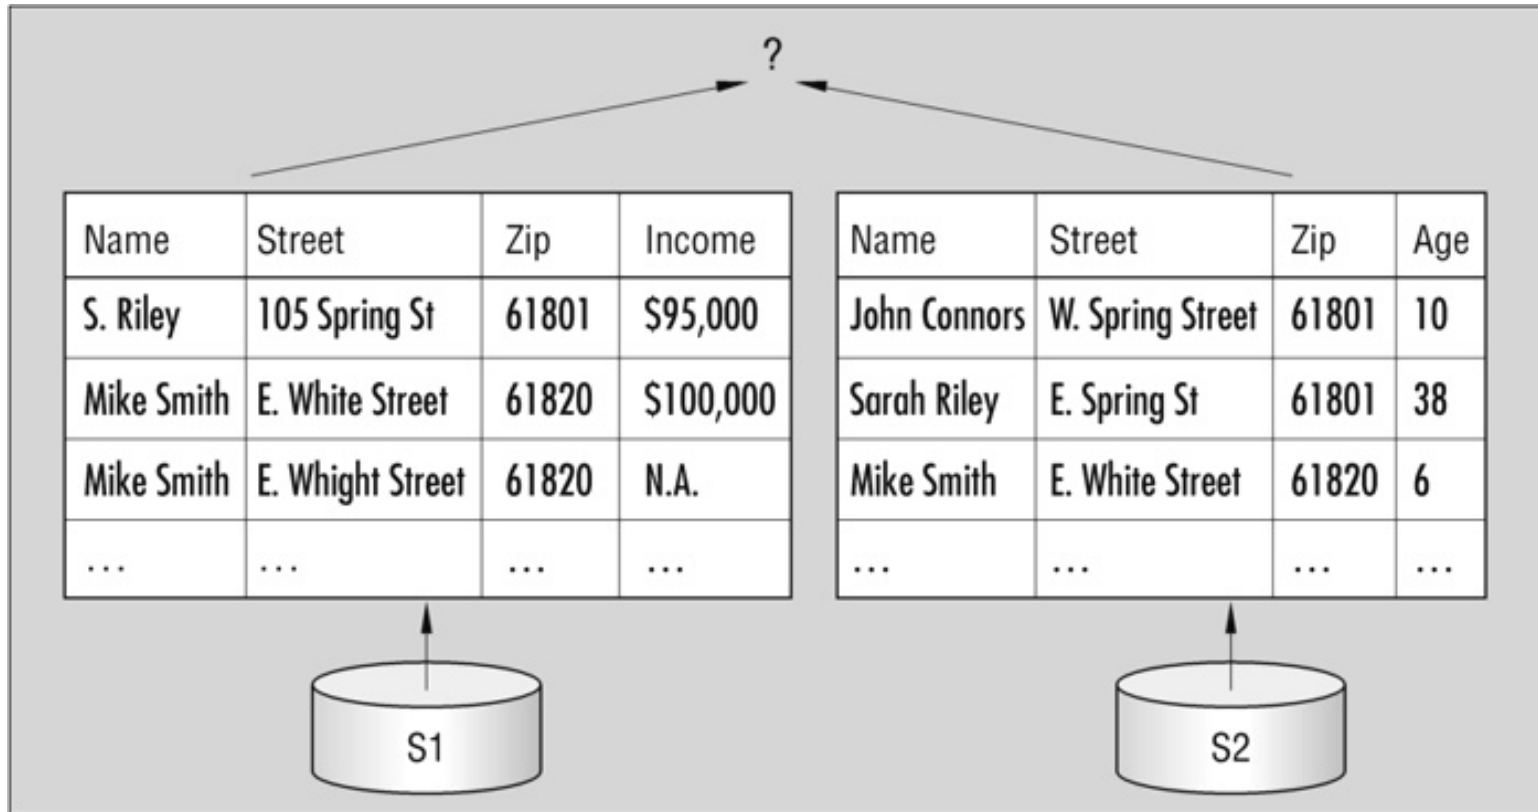 ?
Name Street Zip Income
S. Riley 105 Spring St 61801 $95,000
Mike Smith E. White Street 61820 $100,000
Mike Smith E. Whight Street 61820 N.A.
... ... ... ...
Name Street Zip Age
John Connors W. Spring Street 61801 10
Sarah Riley E. Spring St 61801 38
Mike Smith E. White Street 61820 6
... ... ... ...
S1
S2